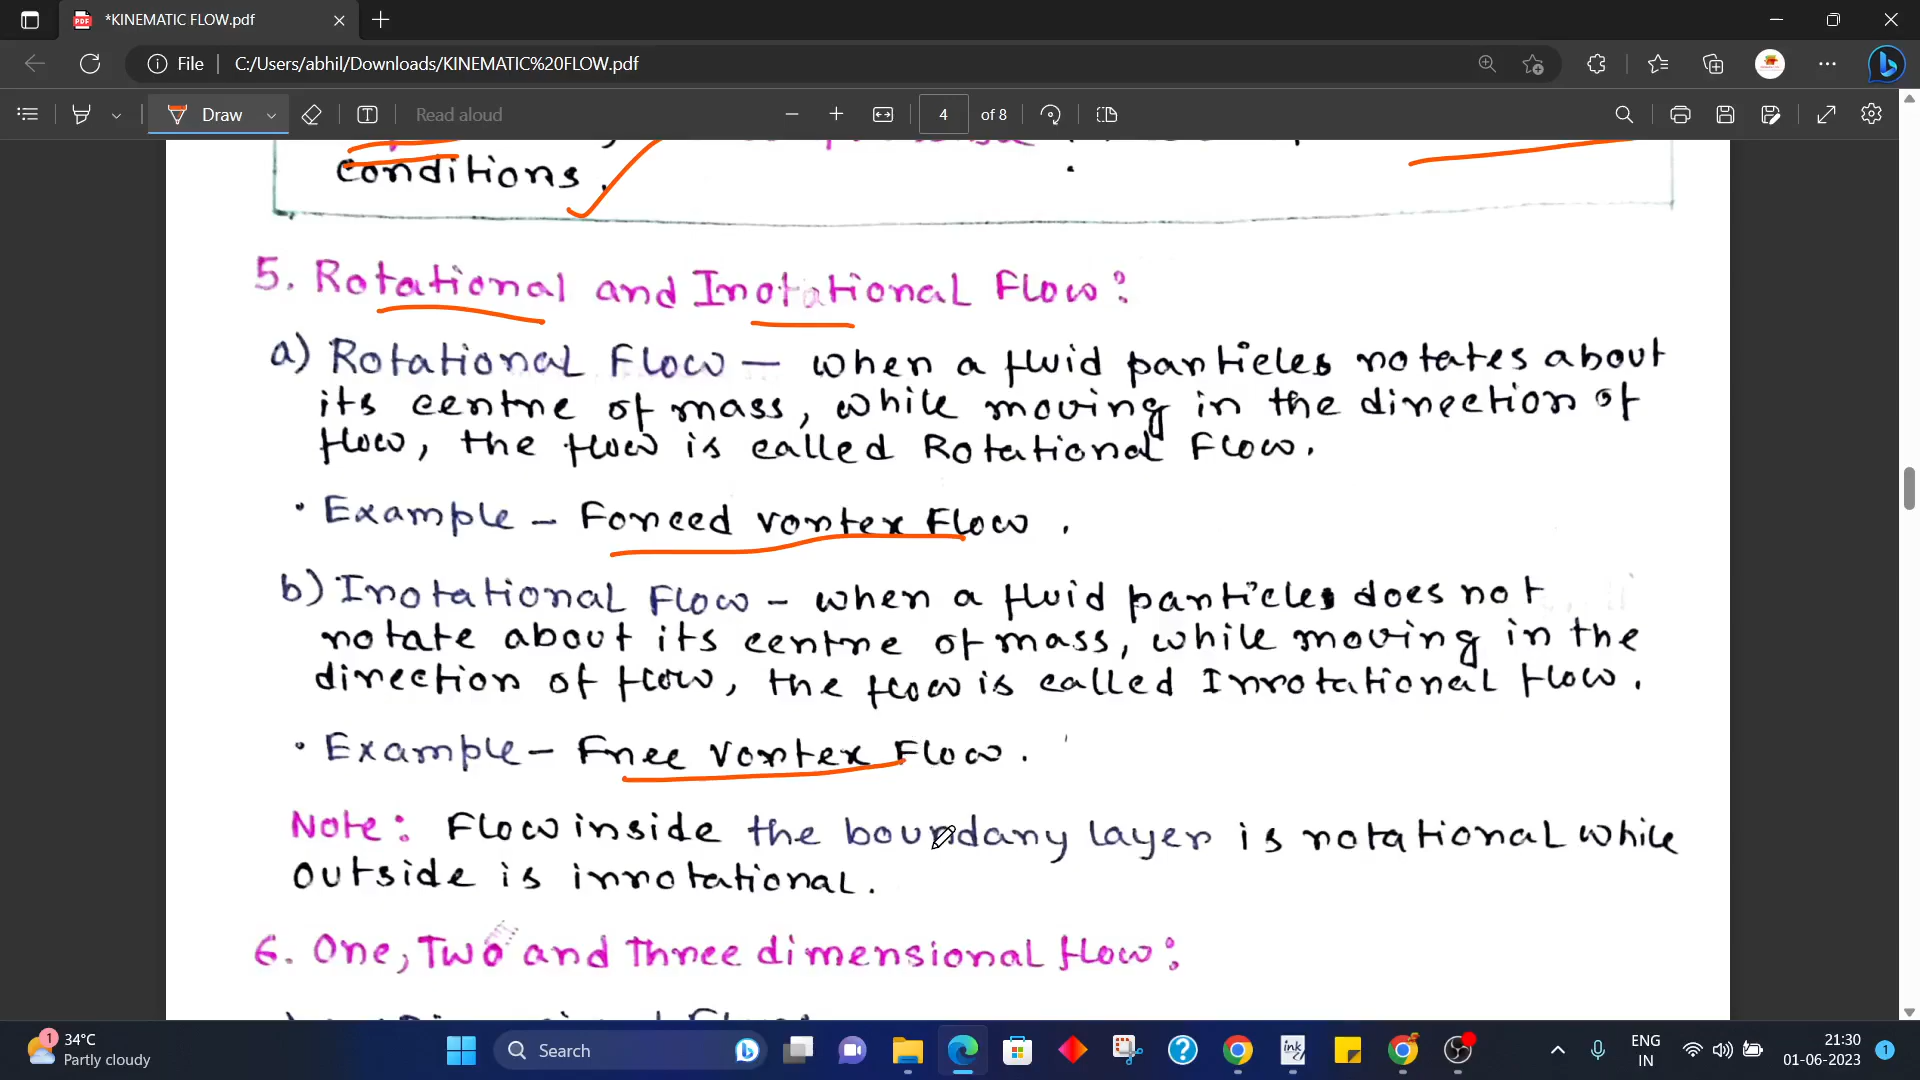 *KINEMATIC FLOW.pdf
File
C:/Users/abhil/Downloads/KINEMATIC%20FLOW.pdf
Draw
Read aloud
4 of 8
conditions.
5. Rotational and Irrotational Flow:
a) Rotational Flow – when a fluid particles rotates about
its centre of mass, while moving in the direction of
flow, the flow is called Rotational Flow.
• Example – Forced vortex Flow.
b) Irrotational Flow – when a fluid particles does not
rotate about its centre of mass, while moving in the
direction of flow, the flow is called Irrotational flow.
• Example – Free Vortex Flow.
Note: Flow inside the boundary layer is rotational while
outside is irrotational.
6. One, Two and Three dimensional flow:
1
34°C
Partly cloudy
Search
ENG
IN
21:30
01-06-2023
1